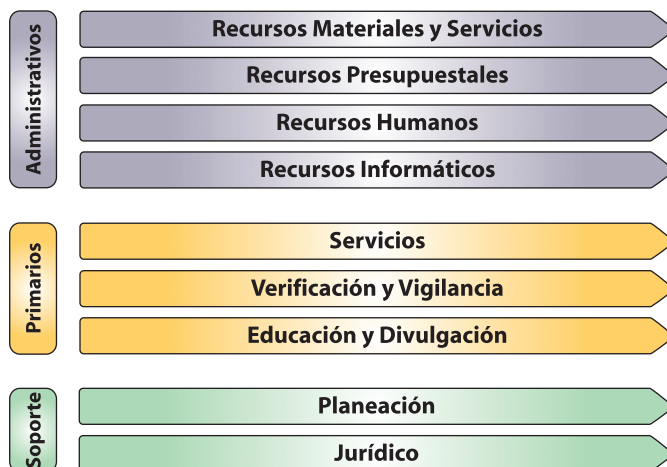 Administrativos
Recursos Materiales y Servicios
Recursos Presupuestales
Recursos Humanos
Recursos Informáticos
Primarios
Servicios
Verificación y Vigilancia
Educación y Divulgación
Soporte
Planeación
Jurídico